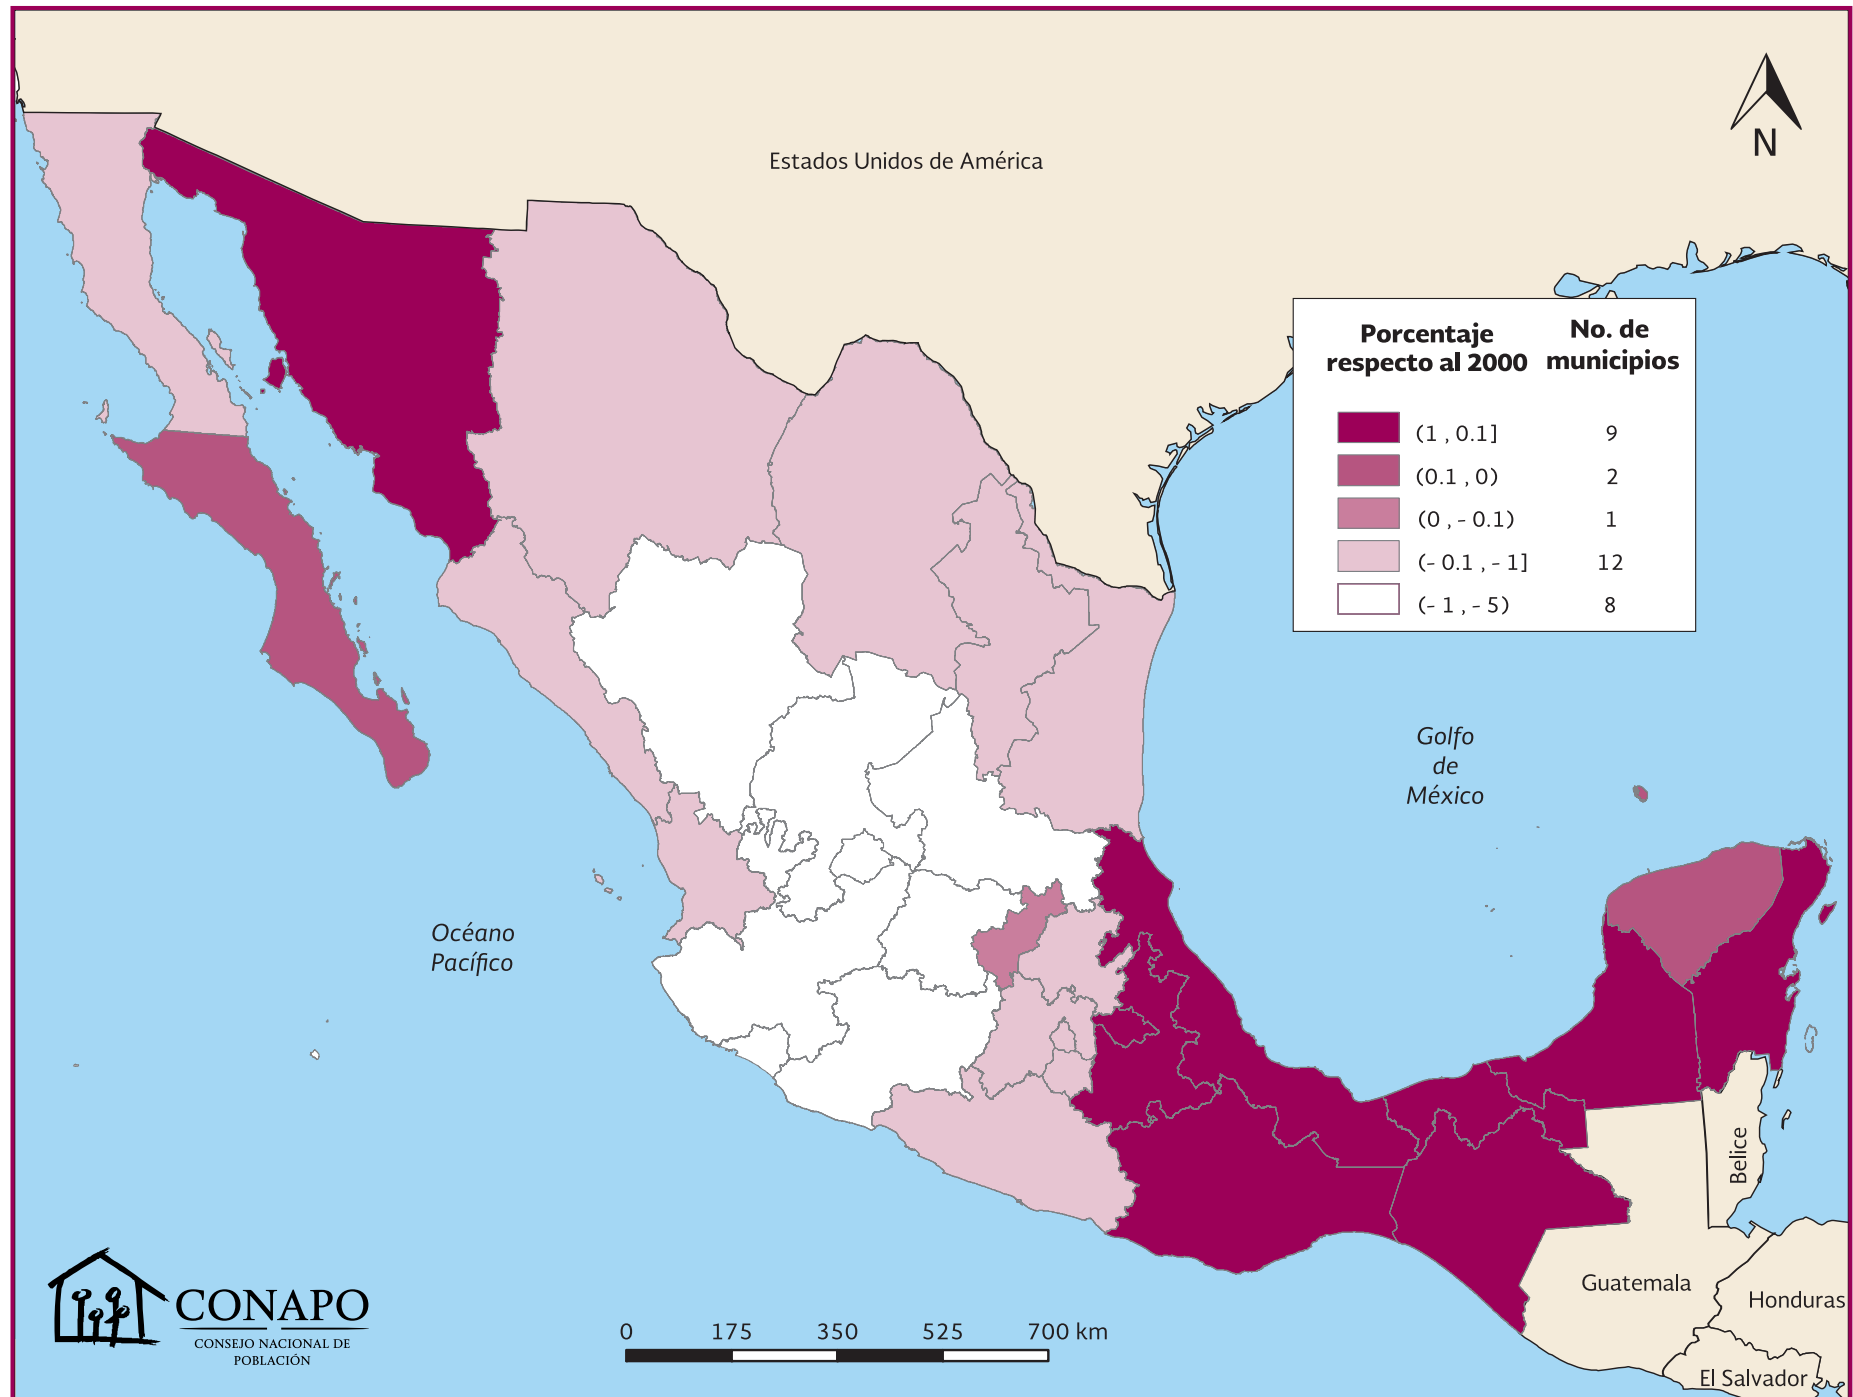 Estados Unidos de América
N
Porcentaje
respecto al 2000
No. de
municipios
(1 , 0.1] 9
(0.1 , 0) 2
(0 , - 0.1) 1
(- 0.1 , - 1] 12
(- 1 , - 5) 8
Golfo
de
México
Océano
Pacífico
Belice
Guatemala
Honduras
El Salvador
CONAPO
CONSEJO NACIONAL DE
POBLACIÓN
0 175 350 525 700 km